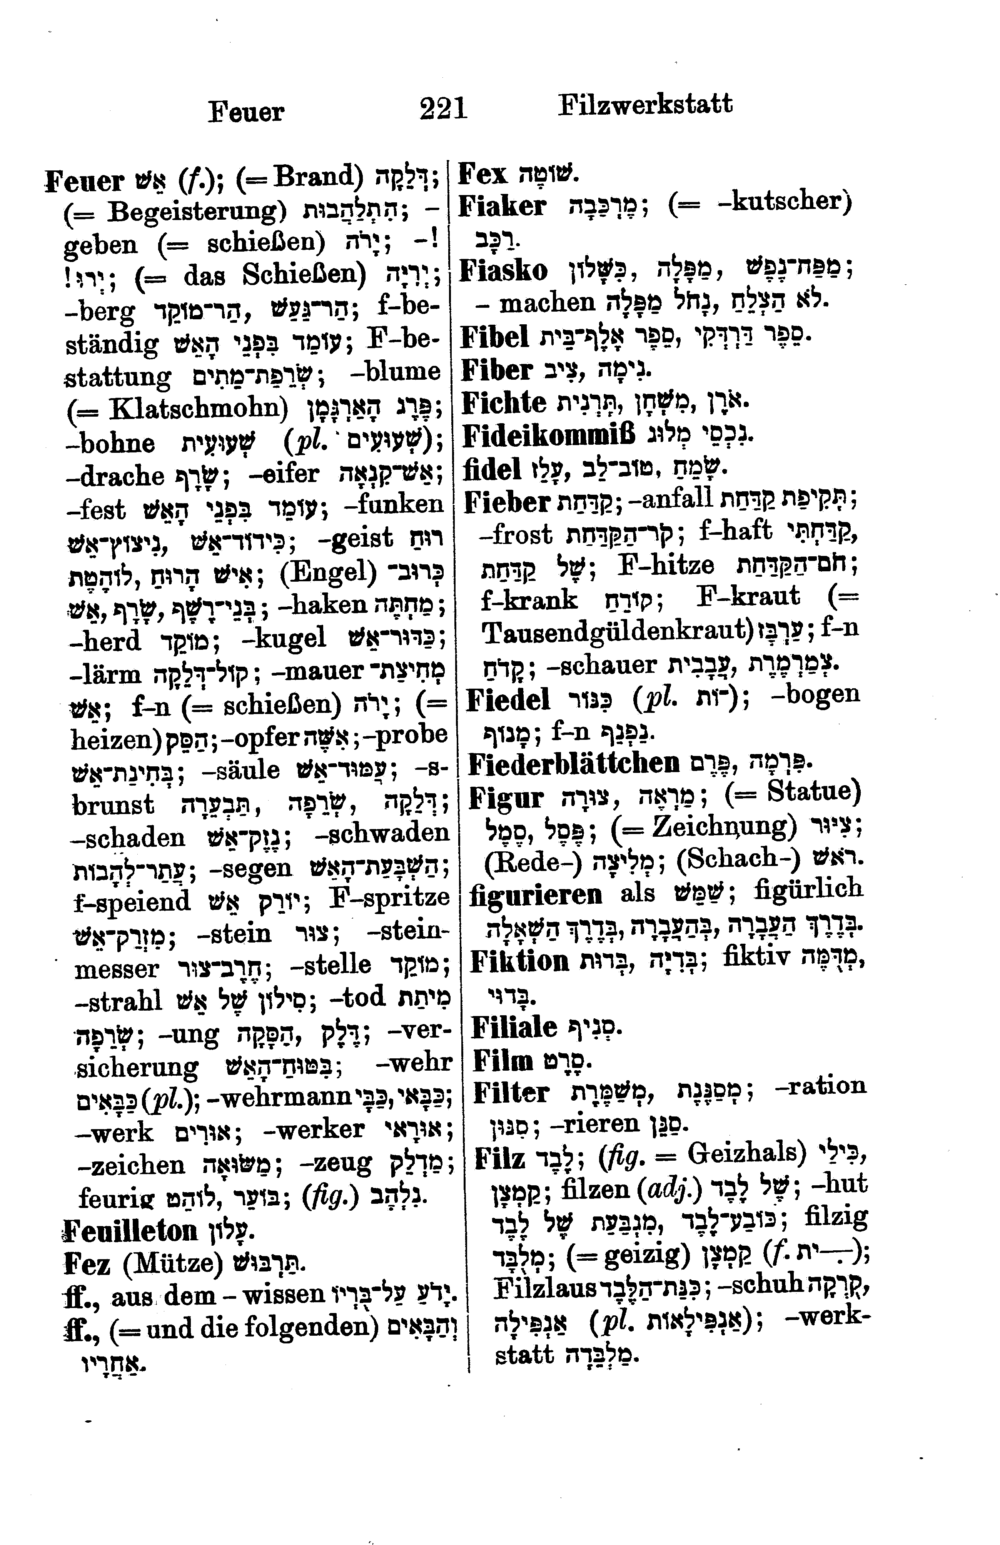 Feuer 221 Filzwerkstatt
Feuer אֵשׁ (f.); (= Brand) דְּלֵקָה;
(= Begeisterung) הִתְלַהֲבוּת; –
geben (= schießen) יָרֹה; –!
יְרוּ!; (= das Schießen) יְרִיָּה;
–berg הַר־גַּעַשׁ, הַר־מוֹקֵד; f–be-
ständig עוֹמֵד בִּפְנֵי הָאֵשׁ; F–be-
stattung שְׂרֵפַת־מֵתִים; –blume
(= Klatschmohn) פֶּרֶג הָאַרְגָּמָן;
–bohne שְׁעוּעִית (pl. שְׁעוּעִים);
–drache שָׂרָף; –eifer אֵשׁ־קִנְאָה;
–fest עוֹמֵד בִּפְנֵי הָאֵשׁ; –funken
כִּידוֹד־אֵשׁ, נִיצוֹץ־אֵשׁ; –geist רוּחַ
אִישׁ הָרוּחַ, לוֹהֵטֶת; (Engel) כְּרוּב־
אֵשׁ, שָׂרָף, בְּנֵי־רֶשֶׁף; –haken מַחְתָּה;
–herd מוֹקֵד; –kugel כַּדּוּר־אֵשׁ;
–lärm קוֹל־דְּלֵקָה; –mauer מְחִיצַת־
אֵשׁ; f–n (= schießen) יָרֹה; (=
heizen) הַסֵּק; –opfer אִשֶּׁה; –probe
בְּחִינַת־אֵשׁ; –säule עַמּוּד־אֵשׁ; –s-
brunst דְּלֵקָה, שְׂרֵפָה, תַּבְעֵרָה;
–schaden נֶזֶק־אֵשׁ; –schwaden
עֲתַר־לֶהָבוֹת; –segen הַשְׁבָּעַת־הָאֵשׁ;
f–speiend יוֹרֵק אֵשׁ; F–spritze
מַזְרֵק־אֵשׁ; –stein צוּר; –stein-
messer חֶרֶב־צוּר; –stelle מוֹקֵד;
–strahl סִילוֹן שֶׁל אֵשׁ; –tod מִיתַת
שְׂרֵפָה; –ung דֶּלֶק, הַסָּקָה; –ver-
sicherung בִּטּוּחַ־הָאֵשׁ; –wehr
כַּבָּאִים (pl.); –wehrmann כַּבַּאי, כַּבָּי;
–werk אוּרִים; –werker אוּרַאי;
–zeichen מַשּׂוּאָה; –zeug מַדְלֵק;
feurig בּוֹעֵר, לוֹהֵט; (fig.) נִלְהָב.
Feuilleton עָלוֹן.
Fez (Mütze) תַּרְבּוּשׁ.
ff., aus dem – wissen יָדֹעַ עַל־בֻּרְיוֹ.
ff., (= und die folgenden) וְהַבָּאִים
אַחֲרָיו.
Fex שׁוֹטֶה.
Fiaker מֶרְכָּבָה; (= –kutscher)
רַכָּב.
Fiasko כִּשָּׁלוֹן, מַפָּלָה, מַפַּח־נֶפֶשׁ;
– machen לֹא הַצְלֵחַ, נָחֹל מַפָּלָה.
Fibel סֵפֶר דַּרְדְּקֵי, סֵפֶר אָלֶף־בֵּית.
Fiber נִימָה, צִיב.
Fichte אֹרֶן, מִשְׁחָן, תִּרְנִית.
Fideikommiß נִכְסֵי מִלּוּג.
fidel שָׂמֵחַ, טוֹב־לֵב, עָלֵז.
Fieber קַדַּחַת; –anfall תְּקִיפַת קַדַּחַת;
–frost קֹר־הַקַּדַּחַת; f–haft קַדַּחְתִּי,
שֶׁל קַדַּחַת; F–hitze חֹם־הַקַּדַּחַת;
f–krank קוֹדֵחַ; F–kraut (=
Tausendgüldenkraut) עַרְבָּז; f–n
קָדֹחַ; –schauer צְמַרְמֹרֶת, עֲבָבִית.
Fiedel כִּנּוֹר (pl. –וֹת); –bogen
מָנוֹף; f–n נַפְנֵף.
Fiederblättchen פִּרְמָה, פֶּרֶם.
Figur מַרְאֶה, צוּרָה; (= Statue)
פֶּסֶל, סֵמֶל; (= Zeichnung) צִיּוּר;
(Rede–) מְלִיצָה; (Schach–) רֹאשׁ.
figurieren als שַׁמֵּשׁ; figürlich
בְּדֶרֶךְ הַעֲבָרָה, בְּהַעֲבָרָה, בְּדֶרֶךְ הַשְׁאָלָה.
Fiktion בְּדִיָּה, בְּדוּת; fiktiv מְדֻמֶּה,
בָּדוּי.
Filiale סְנִיף.
Film סֶרֶט.
Filter מְסַנֶּנֶת, מְשַׁמֶּרֶת; –ration
סִנּוּן; –rieren סַנֵּן.
Filz לֶבֶד; (fig. = Geizhals) כִּילַי,
קַמְצָן; filzen (adj.) שֶׁל לֶבֶד; –hut
כּוֹבַע־לֶבֶד, מִגְבַּעַת שֶׁל לֶבֶד; filzig
מְלֻבָּד; (= geizig) קַמְצָן (f. –ית);
Filzlaus כִּנַּת־הַלֶּבֶד; –schuh קַרְקָה,
אַנְפִּילָה (pl. אַנְפִּילָאוֹת); –werk-
statt מַלְבֵּדָה.